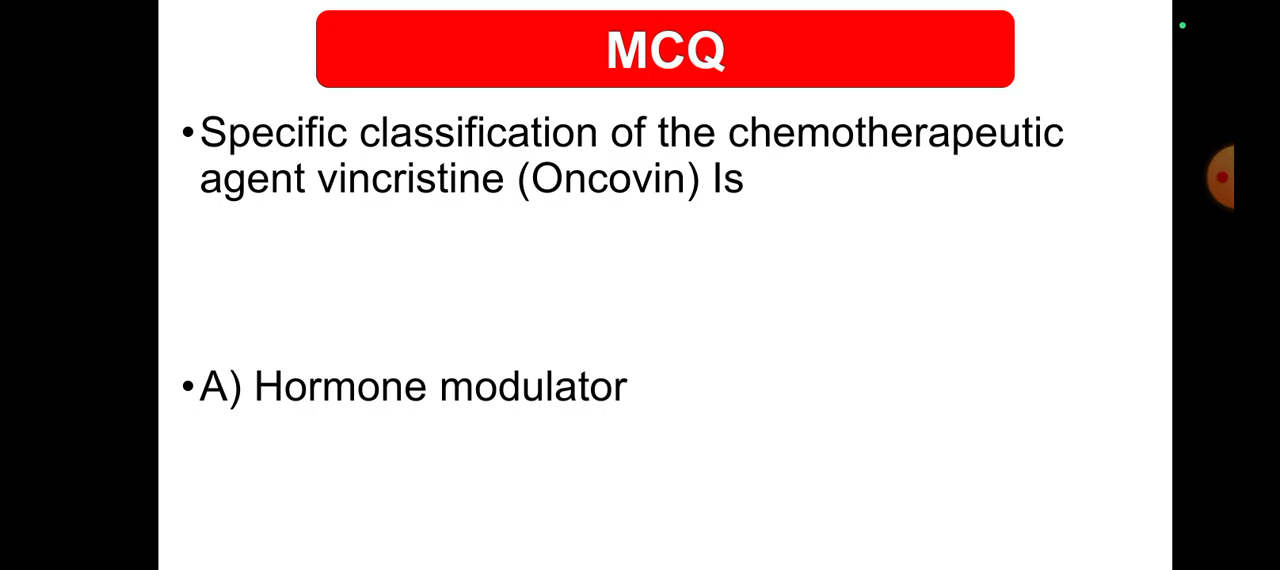 MCQ
•Specific classification of the chemotherapeutic
agent vincristine (Oncovin) Is
•A) Hormone modulator